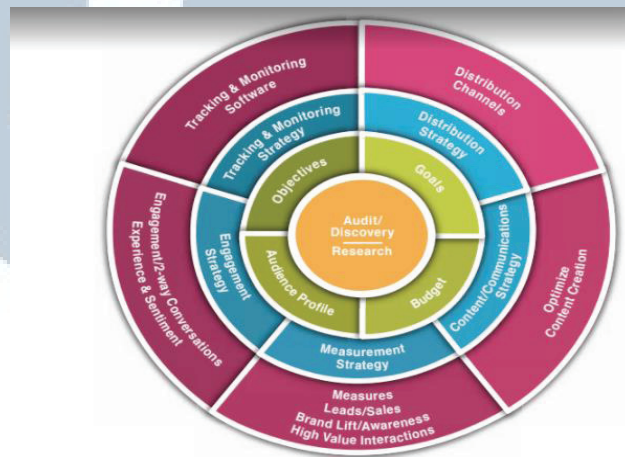 Tracking & Monitoring
Software
Distribution
Channels
Tracking & Monitoring
Strategy
Distribution
Strategy
Objectives
Goals
Audit/
Discovery
Research
Engagement/2-way Conversations
Experience & Sentiment
Engagement
Strategy
Audience Profile
Budget
Content/Communications
Strategy
Optimize
Content Creation
Measurement
Strategy
Measures
Leads/Sales
Brand Lift/Awareness
High Value Interactions